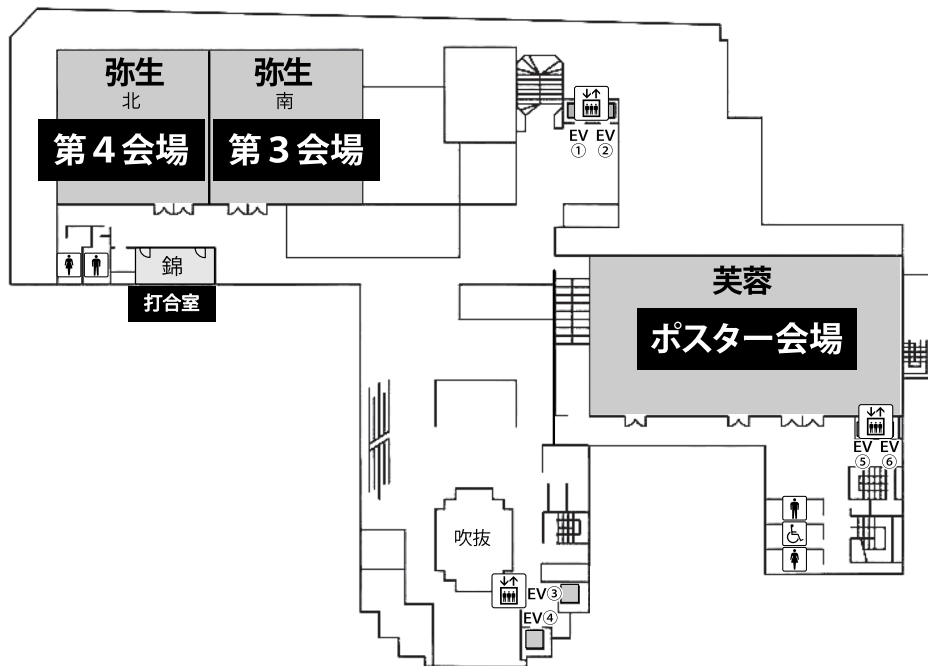 弥生
北
第4会場
弥生
南
第3会場
EV
①
EV
②
錦
打合室
芙蓉
ポスター会場
EV
⑤
EV
⑥
吹抜
EV③
EV④